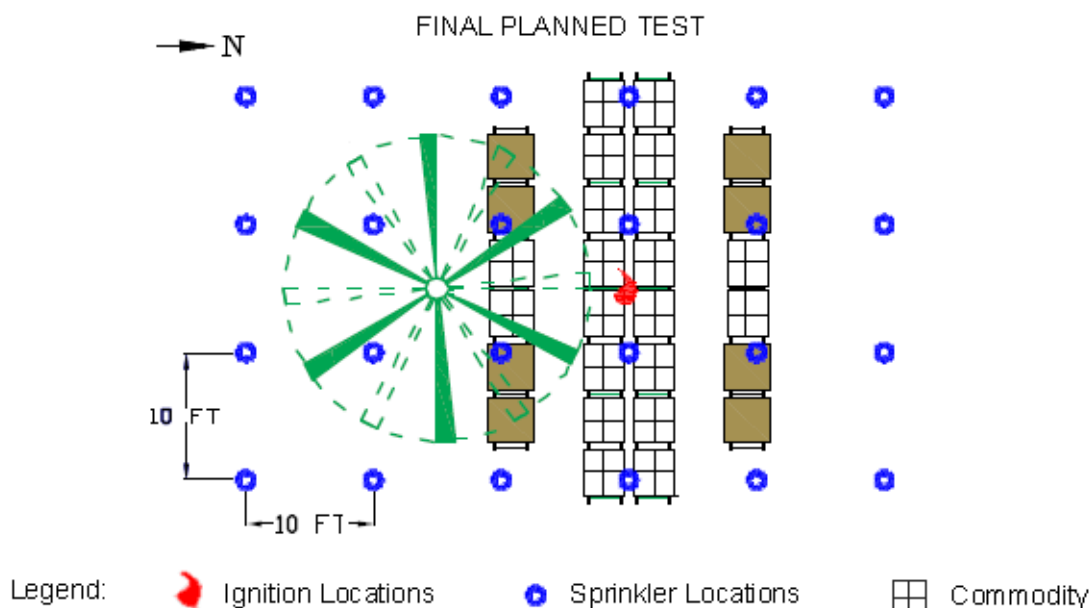 FINAL PLANNED TEST
N
10 FT
10 FT
Legend: Ignition Locations Sprinkler Locations Commodity